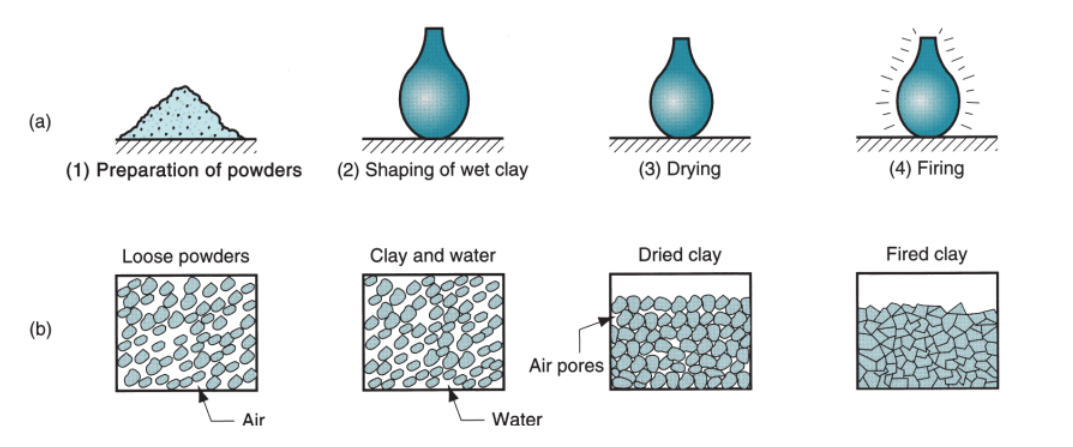 (a)
(1) Preparation of powders
(2) Shaping of wet clay
(3) Drying
(4) Firing
(b)
Loose powders
Clay and water
Dried clay
Fired clay
Air pores
Air
Water